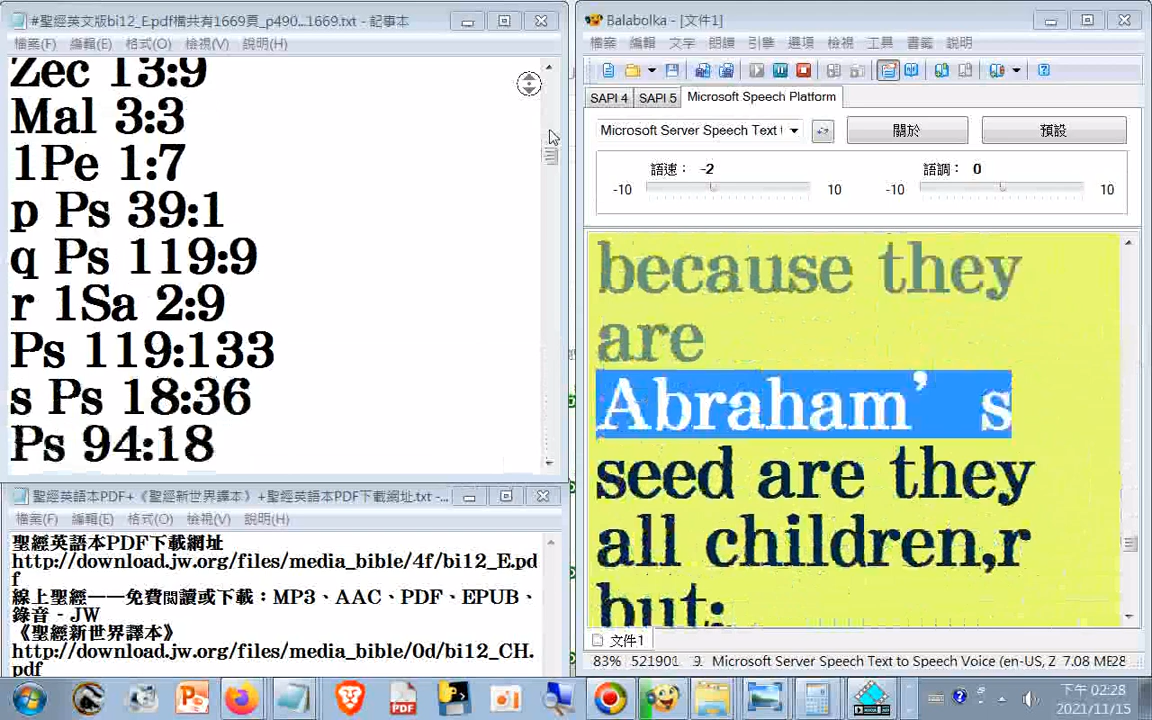 #聖經英文版bi12_E.pdf檔共有1669頁_p490...1669.txt - 記事本
檔案(F) 編輯(E) 格式(O) 檢視(V) 說明(H)
Zec 13:9
Mal 3:3
1Pe 1:7
p Ps 39:1
q Ps 119:9
r 1Sa 2:9
Ps 119:133
s Ps 18:36
Ps 94:18
聖經英語本PDF+《聖經新世界譯本》+聖經英語本PDF下載網址.txt -...
檔案(F) 編輯(E) 格式(O) 檢視(V) 說明(H)
聖經英語本PDF下載網址
http://download.jw.org/files/media_bible/4f/bi12_E.pd
f
線上聖經——免費閱讀或下載：MP3、AAC、PDF、EPUB、
錄音 - JW
《聖經新世界譯本》
http://download.jw.org/files/media_bible/0d/bi12_CH.
pdf
Balabolka - [文件1]
檔案 編輯 文字 朗讀 引擎 選項 檢視 工具 書籤 說明
SAPI 4 SAPI 5 Microsoft Speech Platform
Microsoft Server Speech Text t 關於 預設
語速： -2 語調： 0
-10 10 -10 10
because they
are
Abraham’s
seed are they
all children,r
but:
文件1
83% 521901 9 Microsoft Server Speech Text to Speech Voice (en-US, Z 7.08 ME28
下午 02:28
2021/11/15